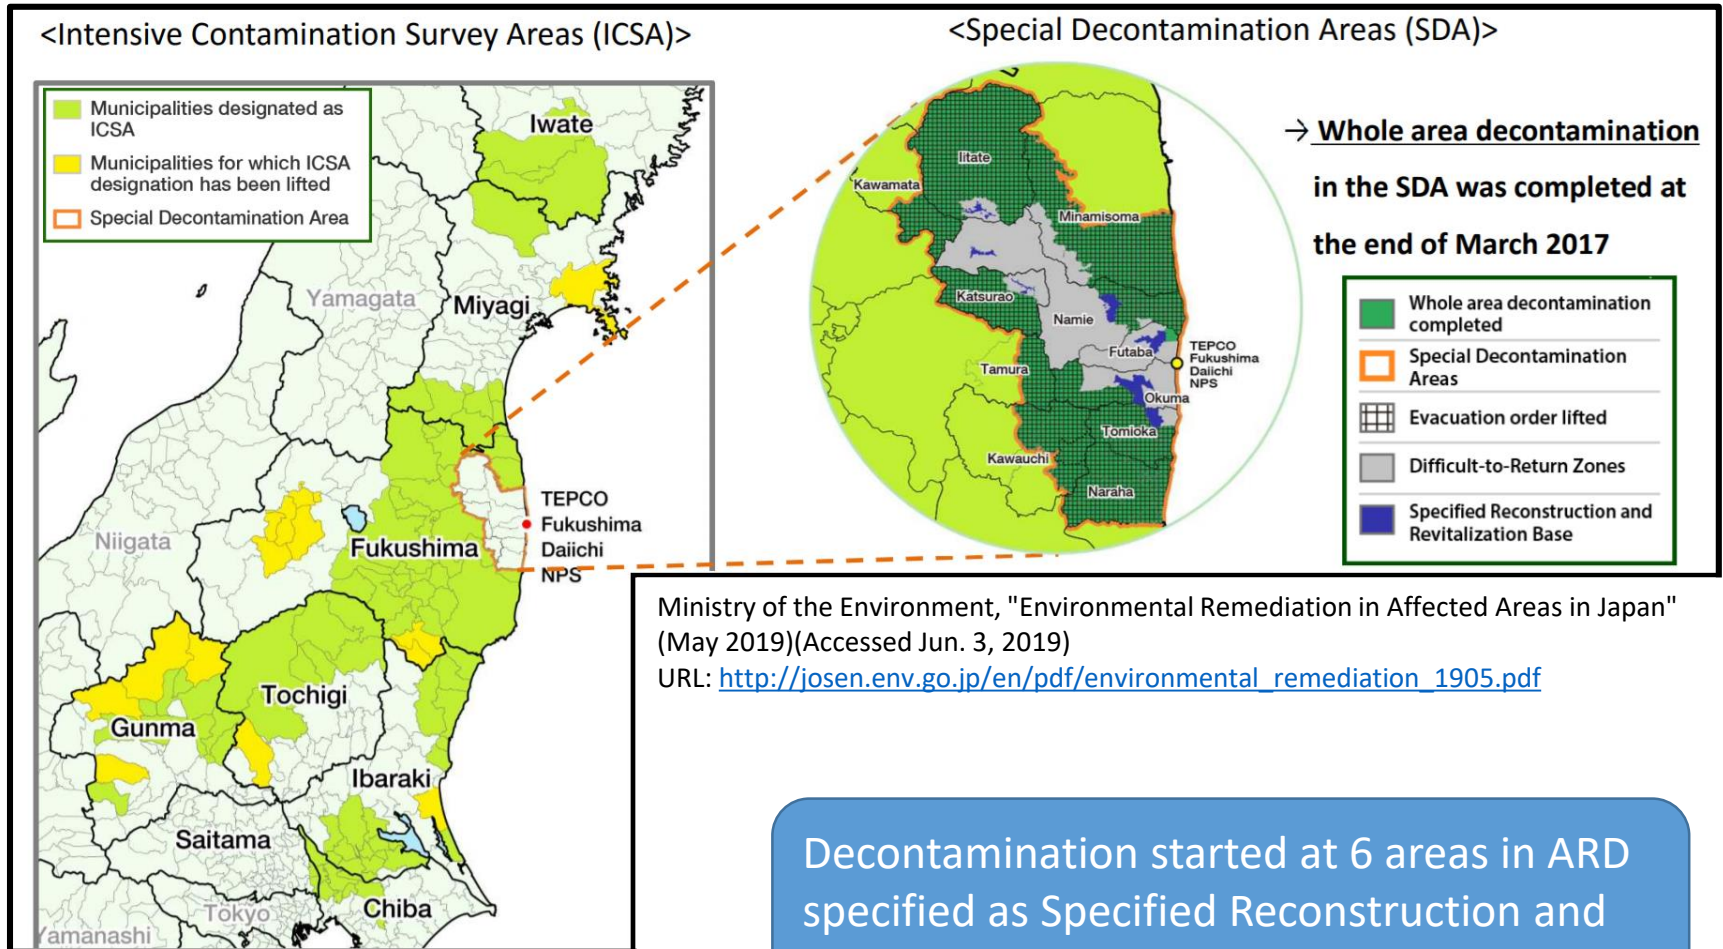 <Intensive Contamination Survey Areas (ICSA)>
Municipalities designated as
ICSA
Municipalities for which ICSA
designation has been lifted
Special Decontamination Area
Iwate
Yamagata
Miyagi
Niigata
Fukushima
TEPCO
Fukushima
Daiichi
NPS
Tochigi
Gunma
Ibaraki
Saitama
Tokyo
Chiba
Yamanashi
<Special Decontamination Areas (SDA)>
Iitate
Kawamata
Minamisoma
Katsurao
Namie
Futaba
TEPCO
Fukushima
Daiichi
NPS
Tamura
Okuma
Tomioka
Kawauchi
Naraha
→ Whole area decontamination
in the SDA was completed at
the end of March 2017
Whole area decontamination
completed
Special Decontamination
Areas
Evacuation order lifted
Difficult-to-Return Zones
Specified Reconstruction and
Revitalization Base
Ministry of the Environment, "Environmental Remediation in Affected Areas in Japan"
(May 2019)(Accessed Jun. 3, 2019)
URL: http://josen.env.go.jp/en/pdf/environmental_remediation_1905.pdf
Decontamination started at 6 areas in ARD
specified as Specified Reconstruction and